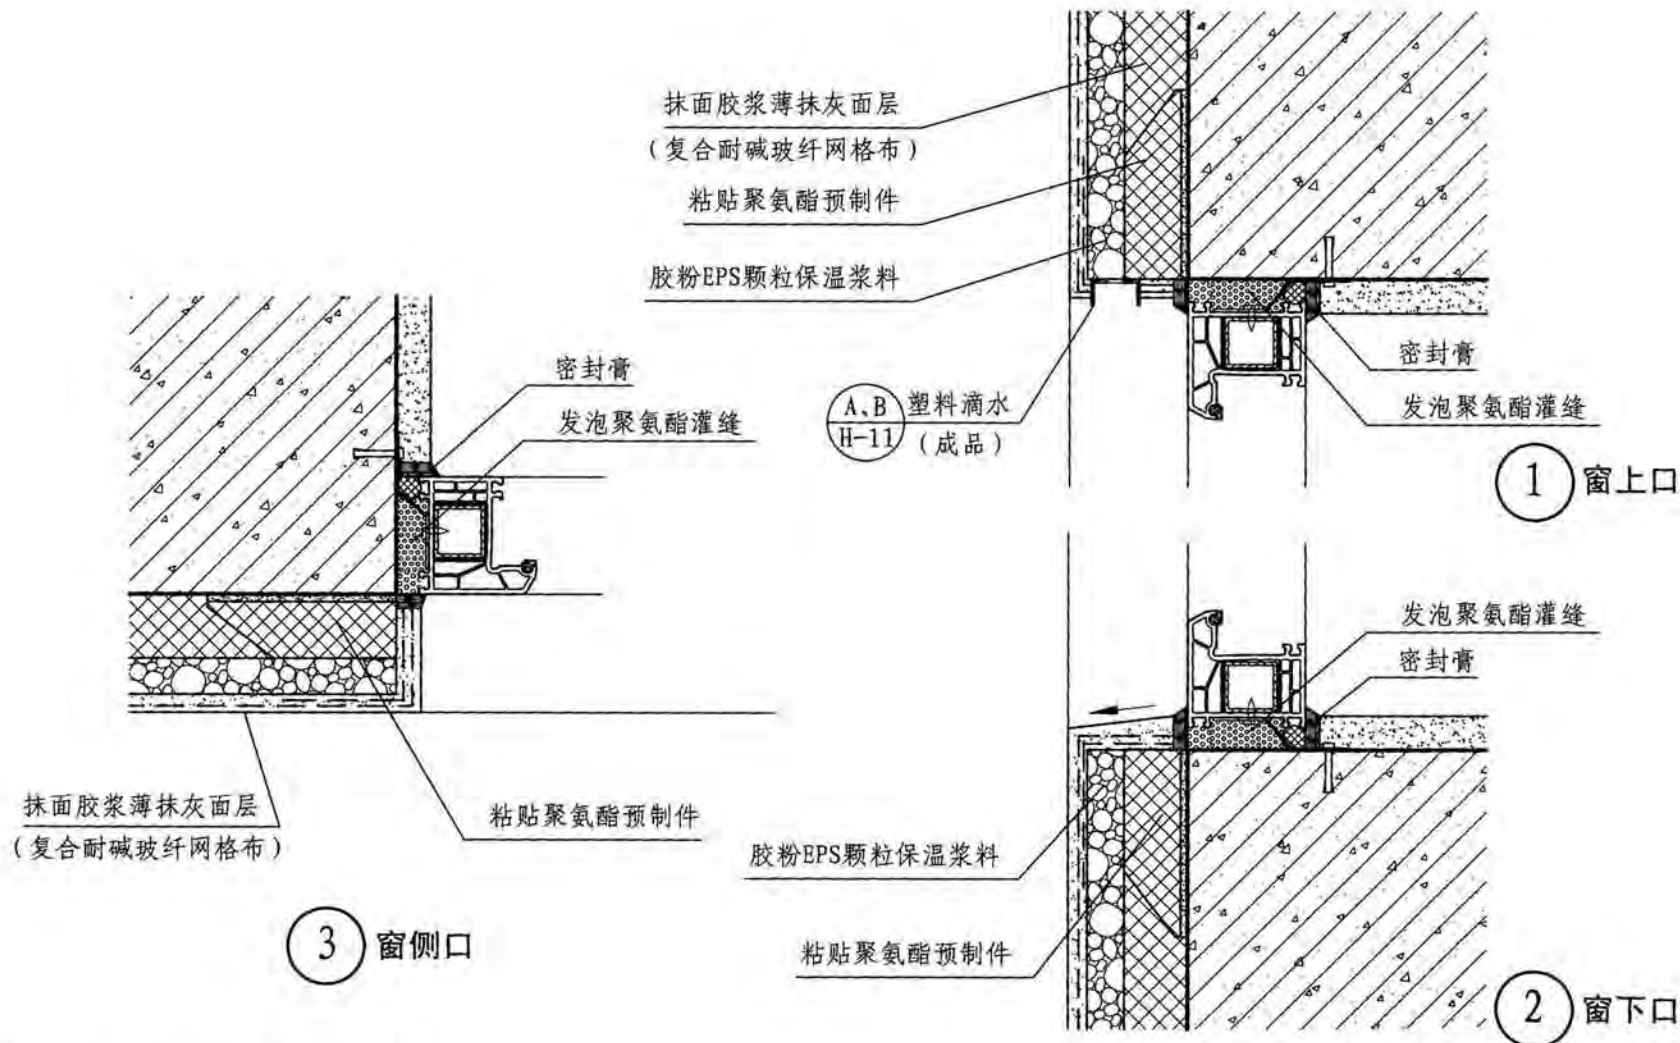 抹面胶浆薄抹灰面层
(复合耐碱玻纤网格布)
粘贴聚氨酯预制件
胶粉EPS颗粒保温浆料
A、B
H-11
塑料滴水
(成品)
密封膏
发泡聚氨酯灌缝
1 窗上口
密封膏
发泡聚氨酯灌缝
抹面胶浆薄抹灰面层
(复合耐碱玻纤网格布)
粘贴聚氨酯预制件
3 窗侧口
发泡聚氨酯灌缝
密封膏
胶粉EPS颗粒保温浆料
粘贴聚氨酯预制件
2 窗下口